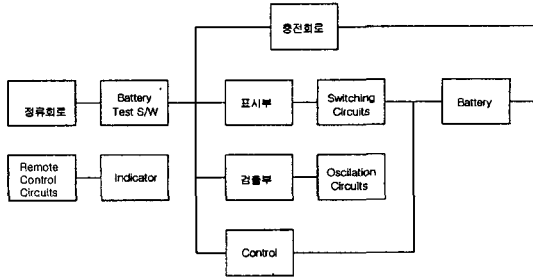 충전회로
정류회로
Battery
Test S/W
표시부
Switching
Circuits
Battery
Remote
Control
Circuits
Indicator
검출부
Oscilation
Circuits
Control